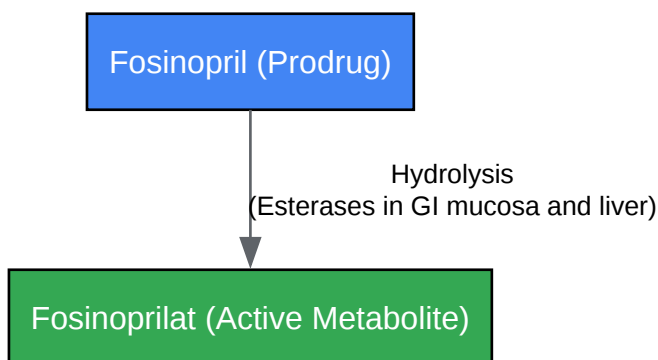 Fosinopril (Prodrug)
Hydrolysis
(Esterases in GI mucosa and liver)
Fosinoprilat (Active Metabolite)